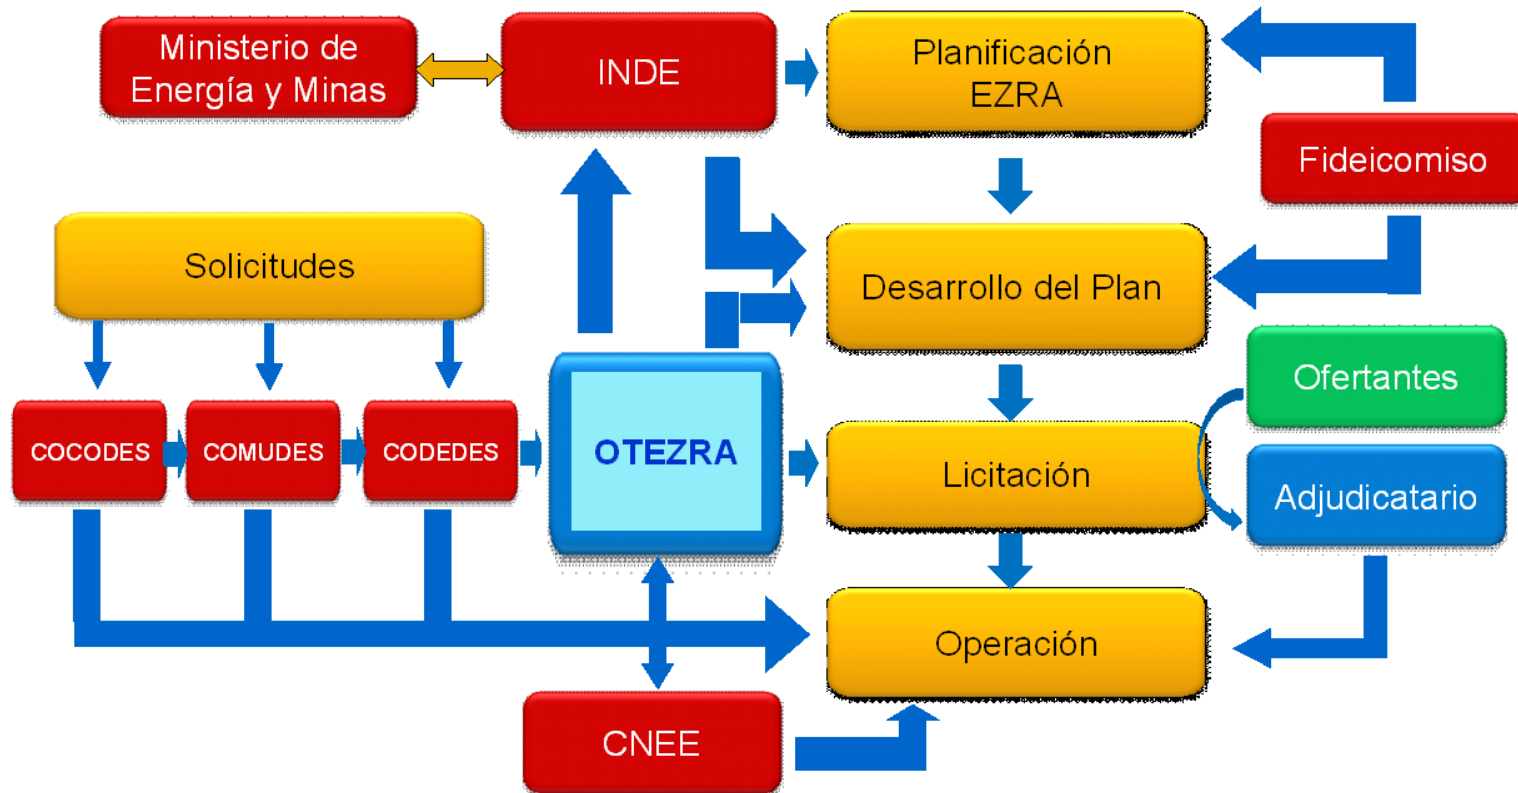 Ministerio de
Energía y Minas
INDE
Planificación
EZRA
Fideicomiso
Solicitudes
Desarrollo del Plan
Ofertantes
COCODES
COMUDES
CODEDES
OTEZRA
Licitación
Adjudicatario
Operación
CNEE